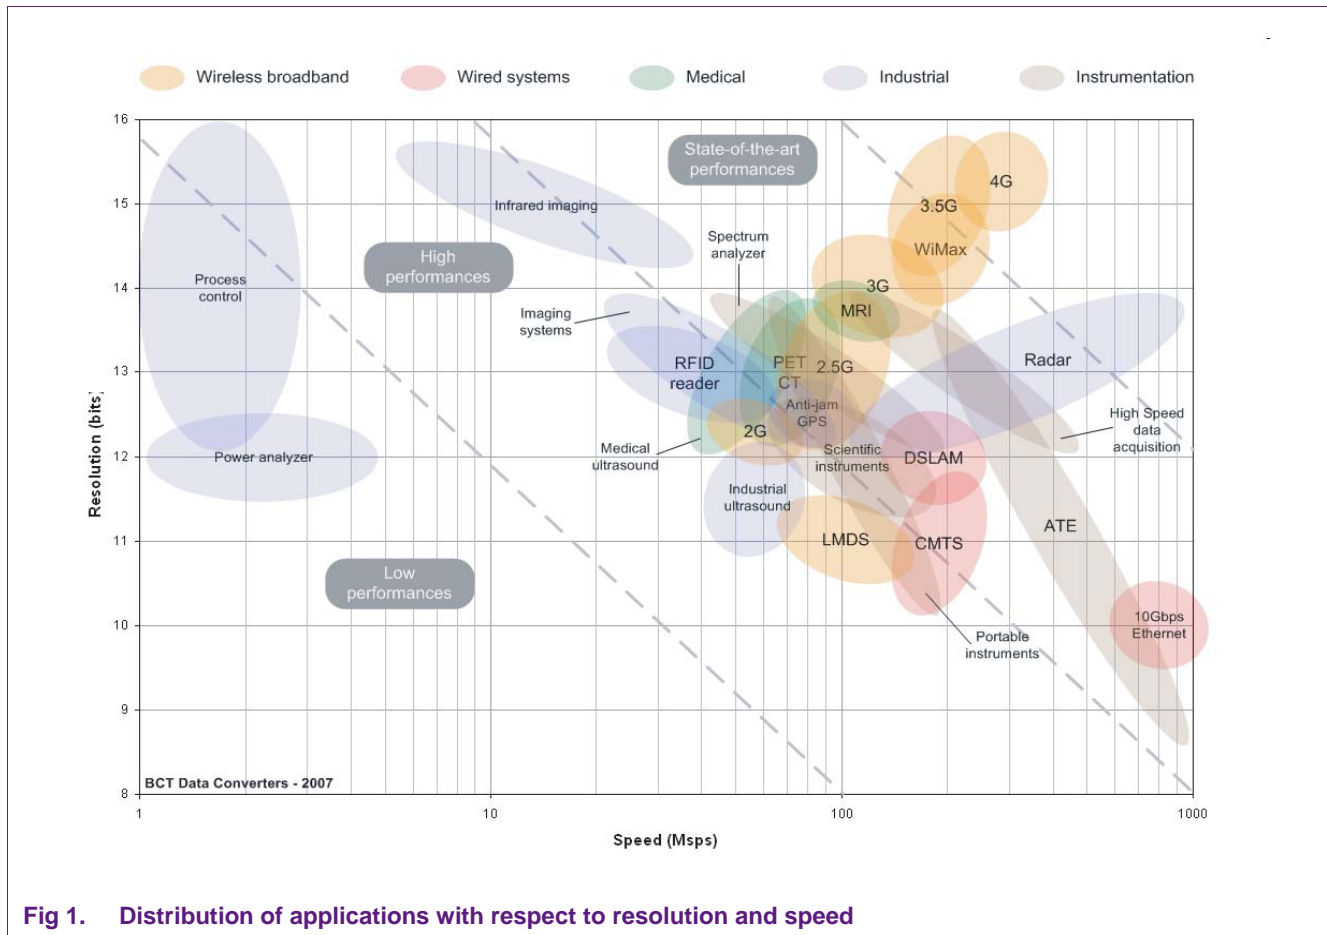 Wireless broadband
Wired systems
Medical
Industrial
Instrumentation
16
15
14
13
12
11
10
9
8
Resolution (bits)
State-of-the-art
performances
4G
3.5G
Infrared imaging
Spectrum
analyzer
WiMax
High
performances
Process
control
3G
Imaging
systems
MRI
RFID
reader
PET
CT
2.5G
Radar
Anti-jam
GPS
High Speed
data
acquisition
2G
Medical
ultrasound
Scientific
instruments
DSLAM
Power analyzer
Industrial
ultrasound
LMDS
CMTS
ATE
Low
performances
10Gbps
Ethernet
Portable
instruments
BCT Data Converters - 2007
1
10
100
1000
Speed (Msps)
Fig 1. Distribution of applications with respect to resolution and speed